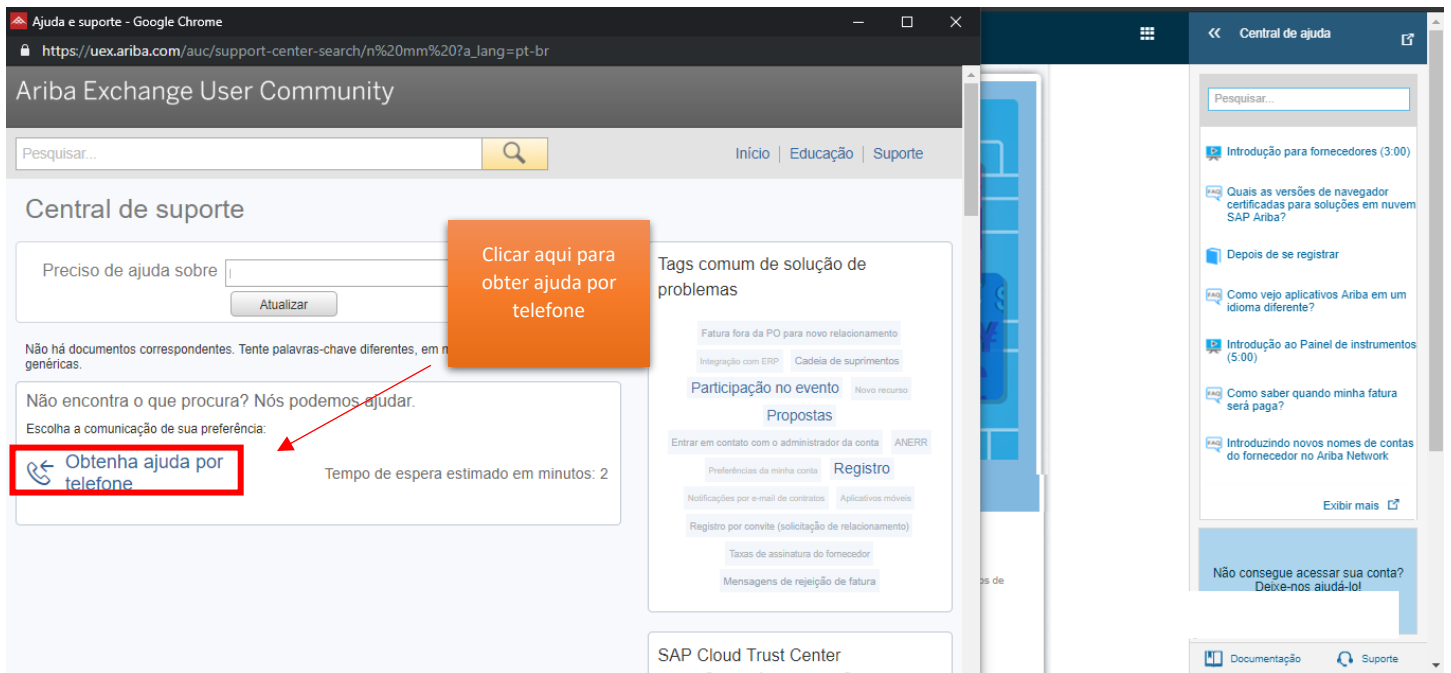 Ajuda e suporte - Google Chrome
https://uex.ariba.com/auc/support-center-search/n%20mm%20?a_lang=pt-br
Ariba Exchange User Community
Pesquisar...
Início | Educação | Suporte
Central de suporte
Preciso de ajuda sobre
Atualizar
Clicar aqui para
obter ajuda por
telefone
Não há documentos correspondentes. Tente palavras-chave diferentes, em
genéricas.
Não encontra o que procura? Nós podemos ajudar.
Escolha a comunicação de sua preferência:
Obtenha ajuda por
telefone
Tempo de espera estimado em minutos: 2
Tags comum de solução de
problemas
Fatura fora da PO para novo relacionamento
Integração com ERP Cadeia de suprimentos
Participação no evento Novo recurso
Propostas
Entrar em contato com o administrador da conta ANERR
Preferências da minha conta Registro
Notificações por e-mail de contratos Aplicativos móveis
Registro por convite (solicitação de relacionamento)
Taxas de assinatura do fornecedor
Mensagens de rejeição de fatura
SAP Cloud Trust Center
os de
Central de ajuda
Pesquisar...
Introdução para fornecedores (3:00)
FAQ Quais as versões de navegador
certificadas para soluções em nuvem
SAP Ariba?
Depois de se registrar
FAQ Como vejo aplicativos Ariba em um
idioma diferente?
Introdução ao Painel de instrumentos
(5:00)
FAQ Como saber quando minha fatura
será paga?
FAQ Introduzindo novos nomes de contas
do fornecedor no Ariba Network
Exibir mais
Não consegue acessar sua conta?
Deixe-nos ajudá-lo!
Documentação
Suporte